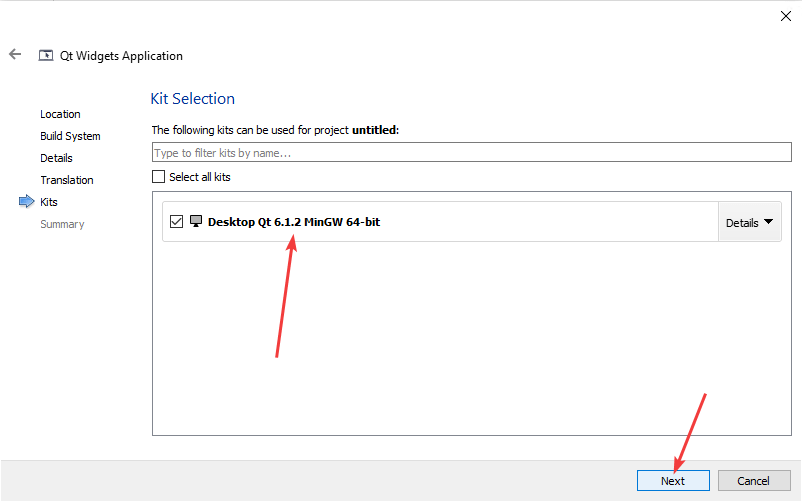 Qt Widgets Application
Location
Build System
Details
Translation
Kits
Summary
Kit Selection
The following kits can be used for project untitled:
Type to filter kits by name...
Select all kits
Desktop Qt 6.1.2 MinGW 64-bit
Details
Next
Cancel